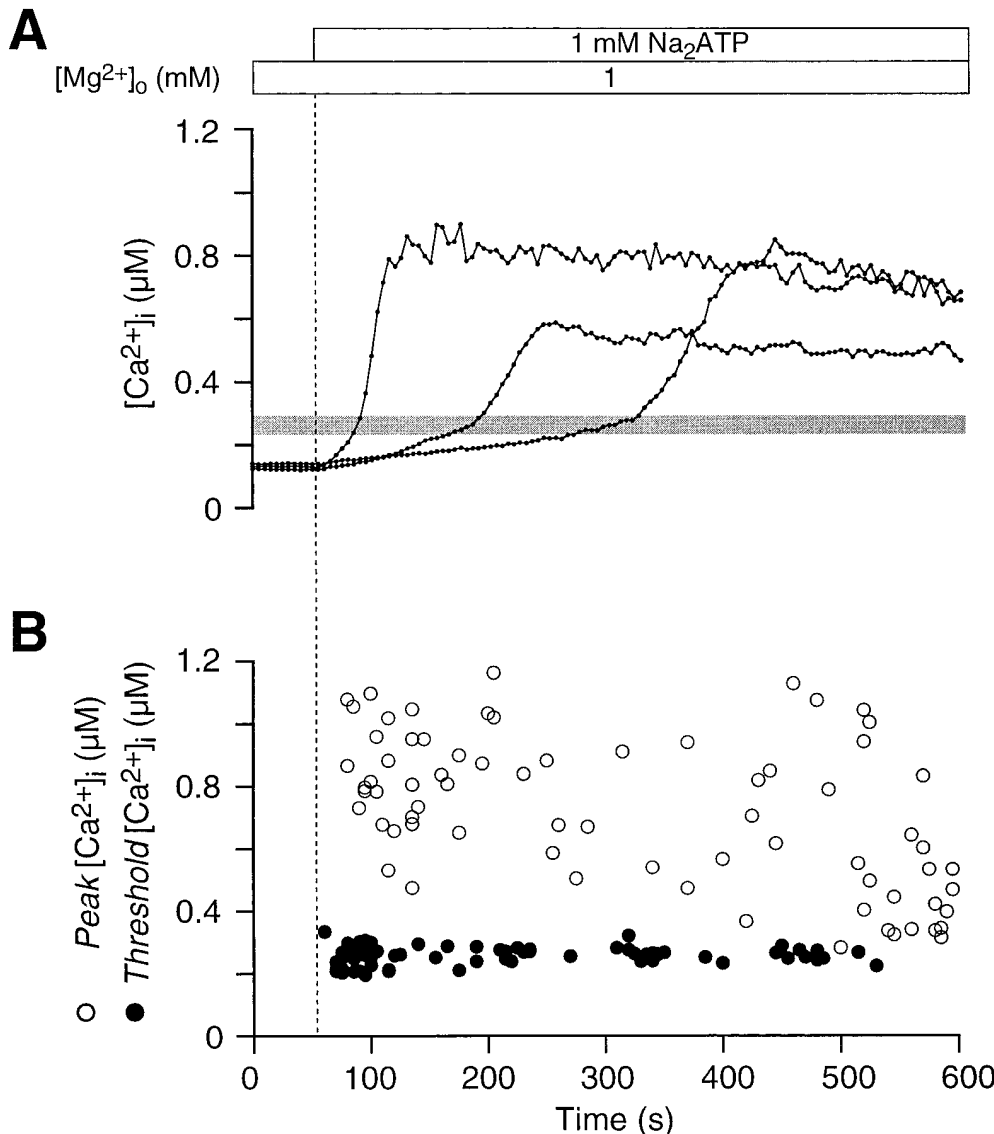 A
1 mM Na₂ATP
[Mg²⁺]ₒ (mM)
1
[Ca²⁺]ᵢ (µM)
1.2
0.8
0.4
0
B
Peak [Ca²⁺]ᵢ (µM)
Threshold [Ca²⁺]ᵢ (µM)
1.2
0.8
0.4
0
0 100 200 300 400 500 600
Time (s)